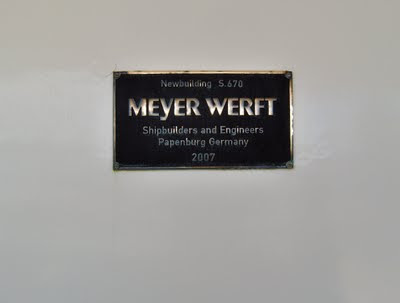 Newbuilding S.670
MEYER WERFT
Shipbuilders and Engineers
Papenburg Germany
2007